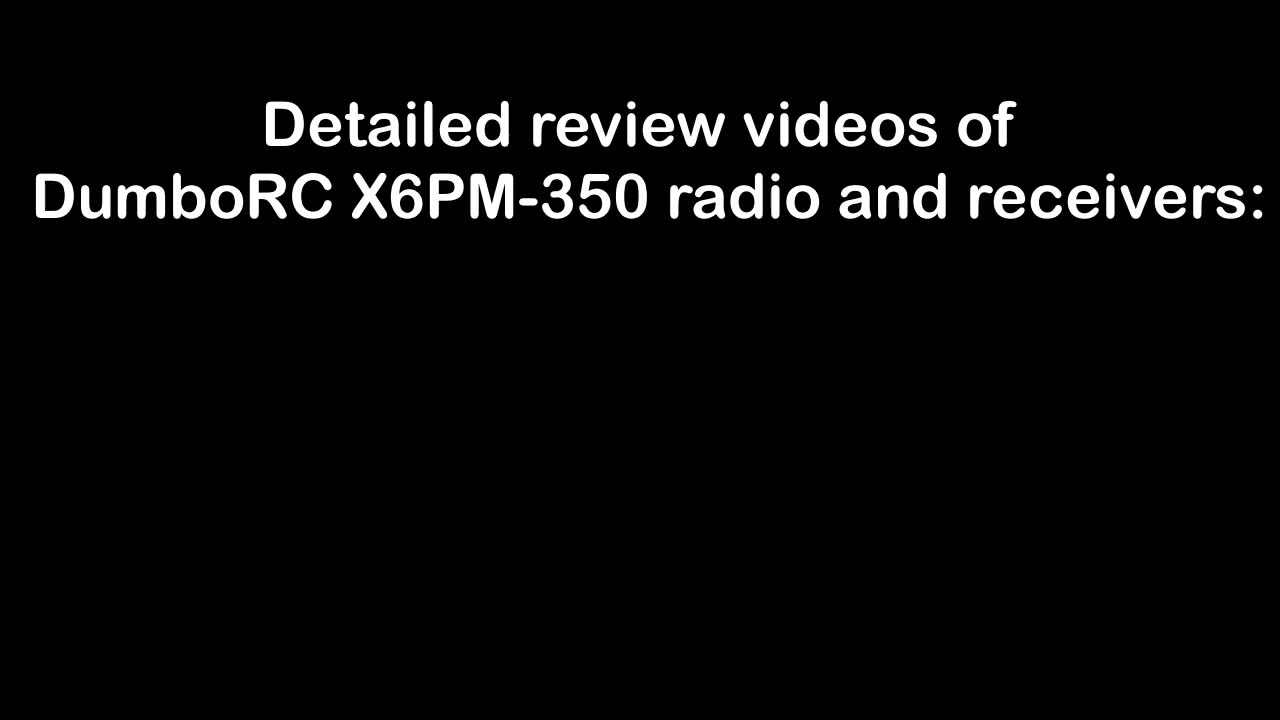 Detailed review videos of
DumboRC X6PM-350 radio and receivers: